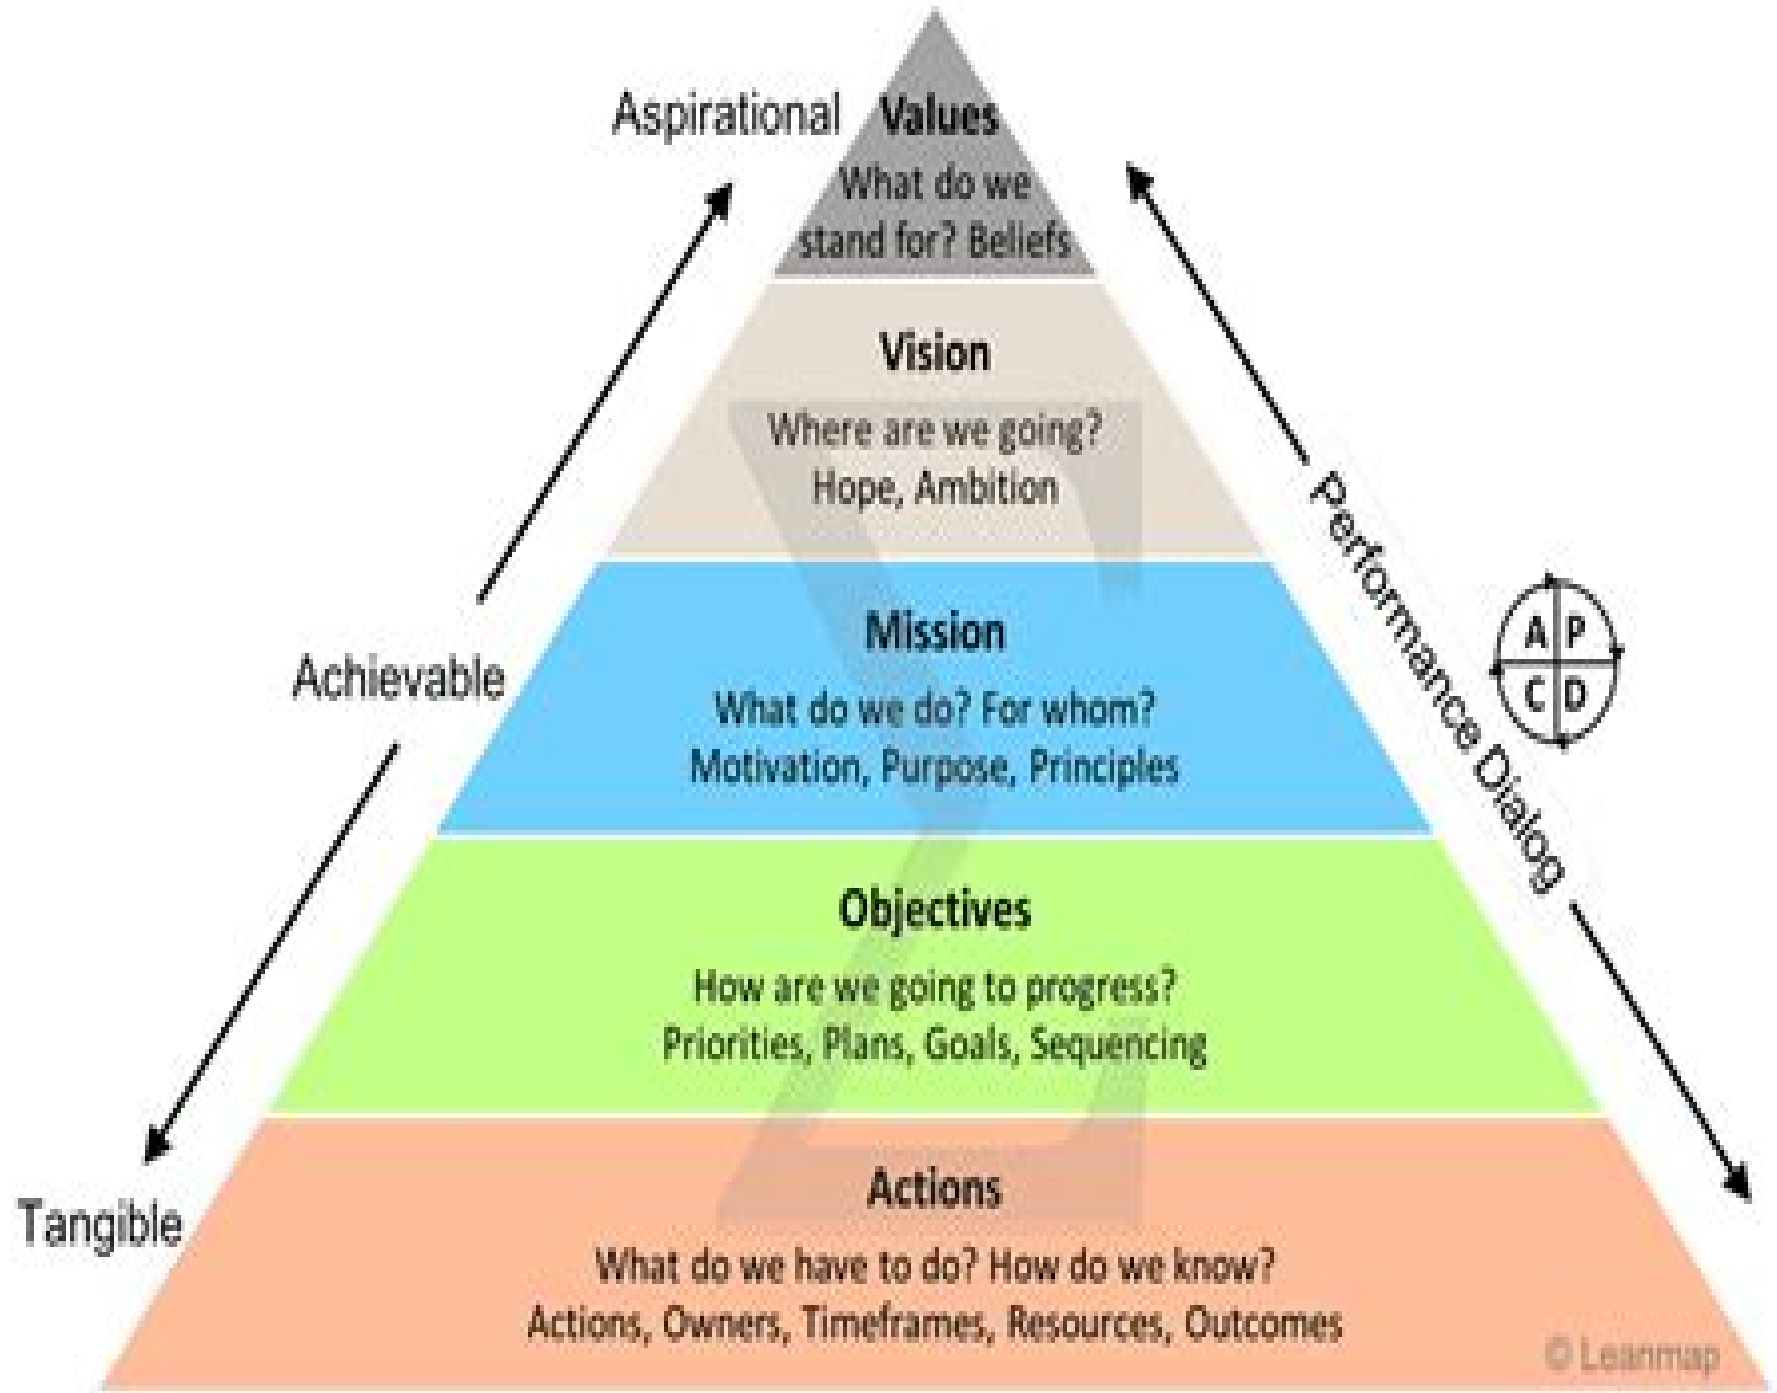 Aspirational
Values
What do we
stand for? Beliefs
Vision
Where are we going?
Hope, Ambition
Achievable
Mission
What do we do? For whom?
Motivation, Purpose, Principles
Performance Dialog
A P
C D
Objectives
How are we going to progress?
Priorities, Plans, Goals, Sequencing
Tangible
Actions
What do we have to do? How do we know?
Actions, Owners, Timeframes, Resources, Outcomes
© Leanmap